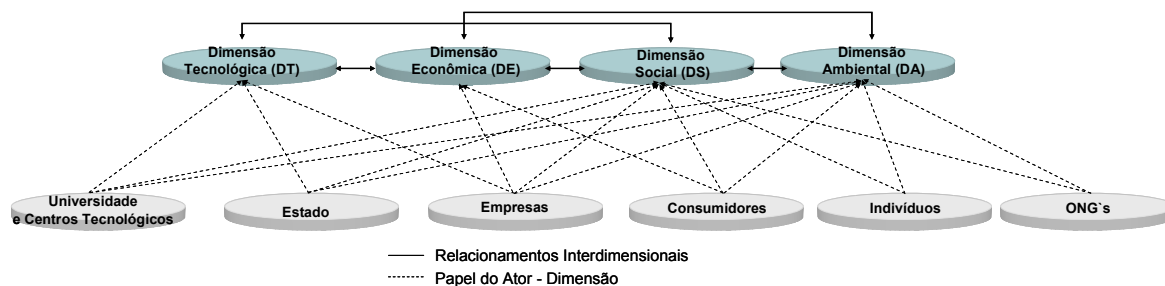 Dimensão
Tecnológica (DT)
Dimensão
Econômica (DE)
Dimensão
Social (DS)
Dimensão
Ambiental (DA)
Universidade
e Centros Tecnológicos
Estado
Empresas
Consumidores
Indivíduos
ONG`s
Relacionamentos Interdimensionais
Papel do Ator - Dimensão